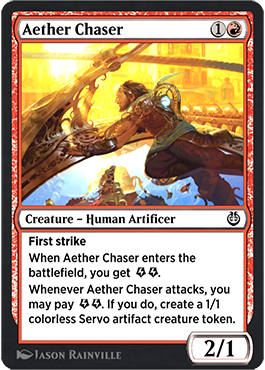 Aether Chaser 1
Creature – Human Artificer
First strike
When Aether Chaser enters the
battlefield, you get
Whenever Aether Chaser attacks, you
may pay . If you do, create a 1/1
colorless Servo artifact creature token.
Jason Rainville
2/1